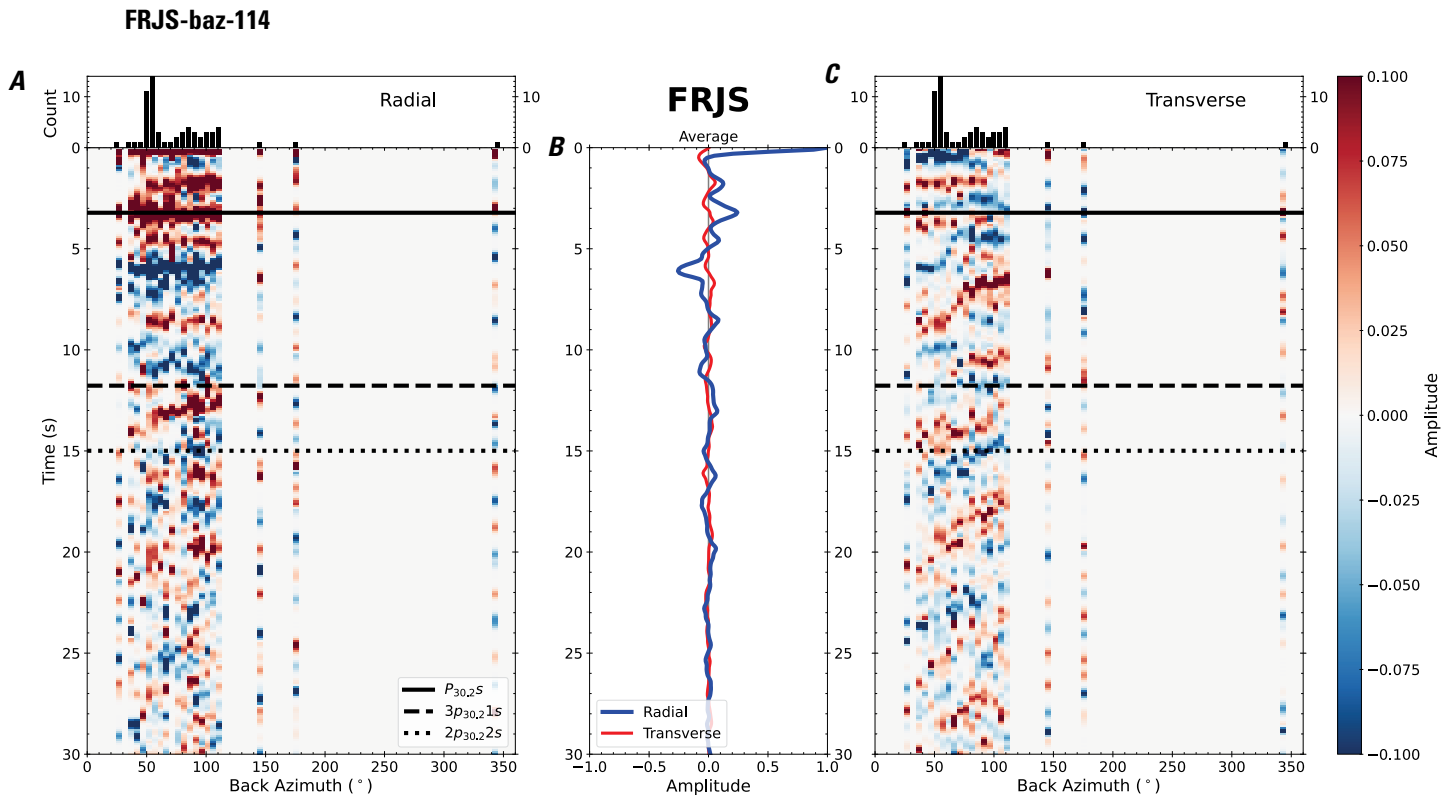 FRJS-baz-114
A
Count
10
0
Radial
10
0
FRJS
Average
B
C
10
0
Transverse
10
0
0.100
0.075
0.050
0.025
0.000
−0.025
−0.050
−0.075
−0.100
Amplitude
Time (s)
0
5
10
15
20
25
30
P30.2s
3p30.21s
2p30.22s
0 50 100 150 200 250 300 350
Back Azimuth (°)
0
5
10
15
20
25
30
Radial
Transverse
−1.0 −0.5 0.0 0.5 1.0
Amplitude
0
5
10
15
20
25
30
0 50 100 150 200 250 300 350
Back Azimuth (°)